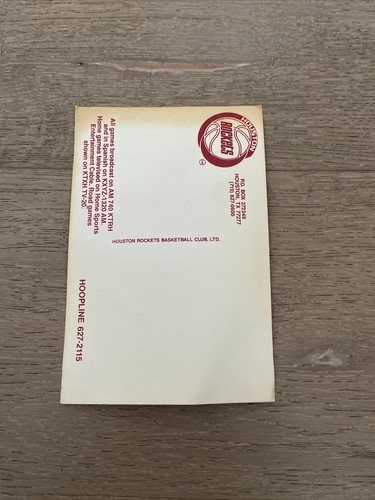 HOUSTON
ROCKETS
P.O. BOX 272349
HOUSTON, TX 77277
(713) 627-0600
HOUSTON ROCKETS BASKETBALL CLUB, LTD.
All games broadcast on AM 740 KTRH
and in Spanish on KXYZ-1320 AM.
Home games televised on Home Sports
Entertainment Cable. Road games
shown on KTXH TV-20.
HOOPLINE 627-2115